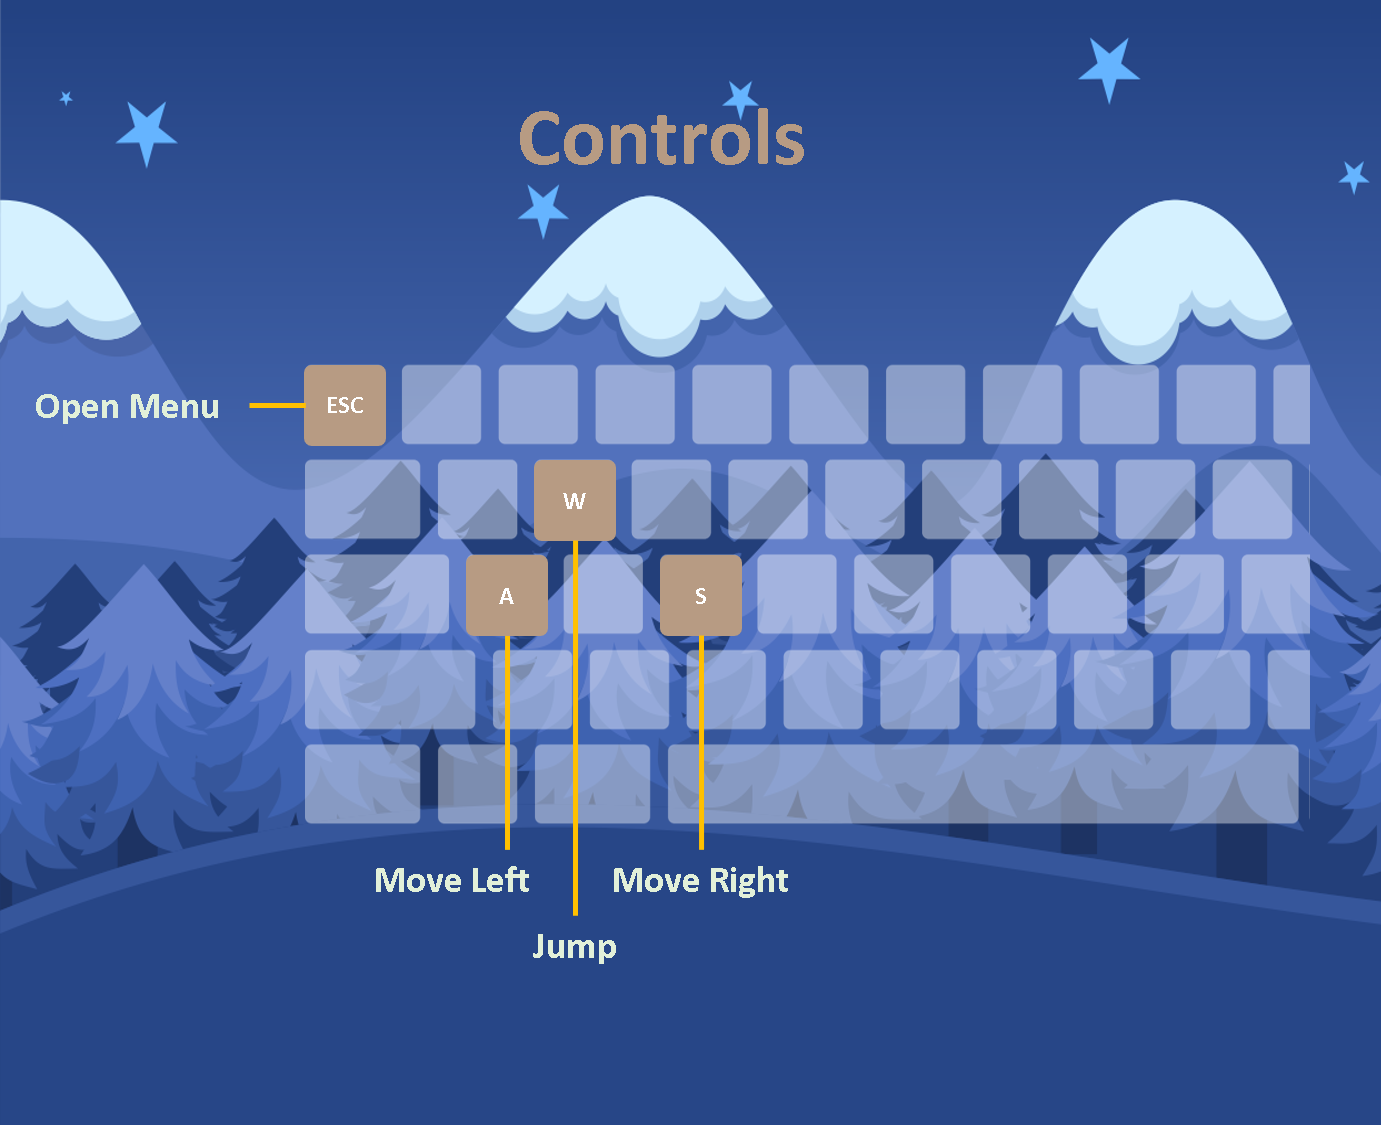 Controls
Open Menu
ESC
W
A
S
Move Left
Move Right
Jump